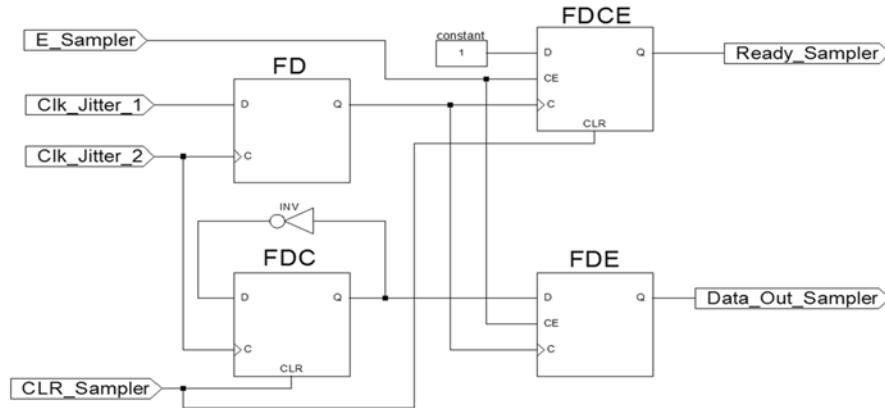 FDCE
E_Sampler
constant
1
D
Q
Ready_Sampler
FD
CE
Clk_Jitter_1
D
Q
C
CLR
Clk_Jitter_2
C
INV
FDC
FDE
D
Q
D
Q
Data_Out_Sampler
CE
C
C
CLR
CLR_Sampler